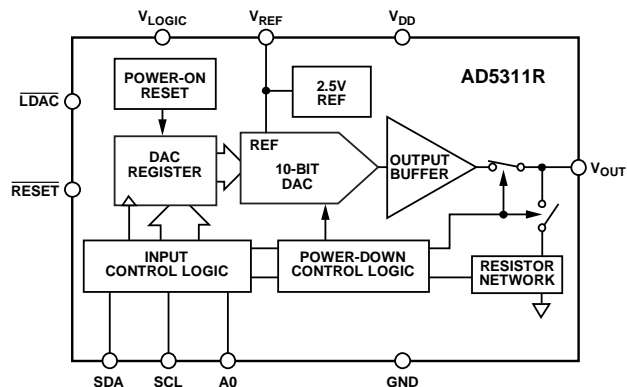 VLOGIC
VREF
VDD
POWER-ON
RESET
2.5V
REF
AD5311R
LDAC
DAC
REGISTER
REF
10-BIT
DAC
OUTPUT
BUFFER
VOUT
RESET
INPUT
CONTROL LOGIC
POWER-DOWN
CONTROL LOGIC
RESISTOR
NETWORK
SDA
SCL
A0
GND